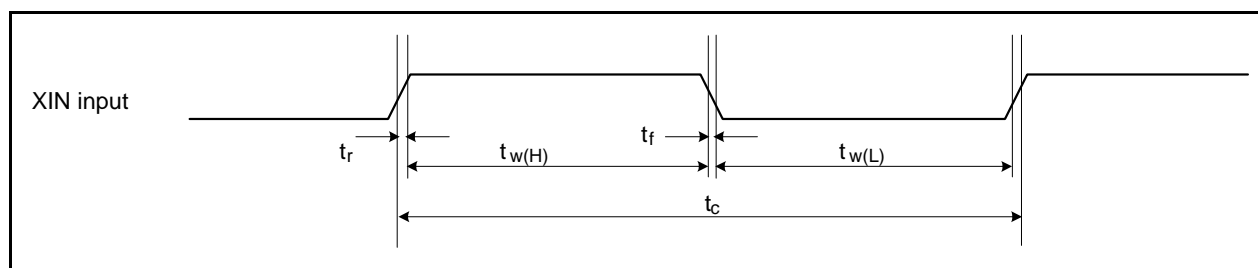 XIN input
tr
tw(H)
tf
tw(L)
tc